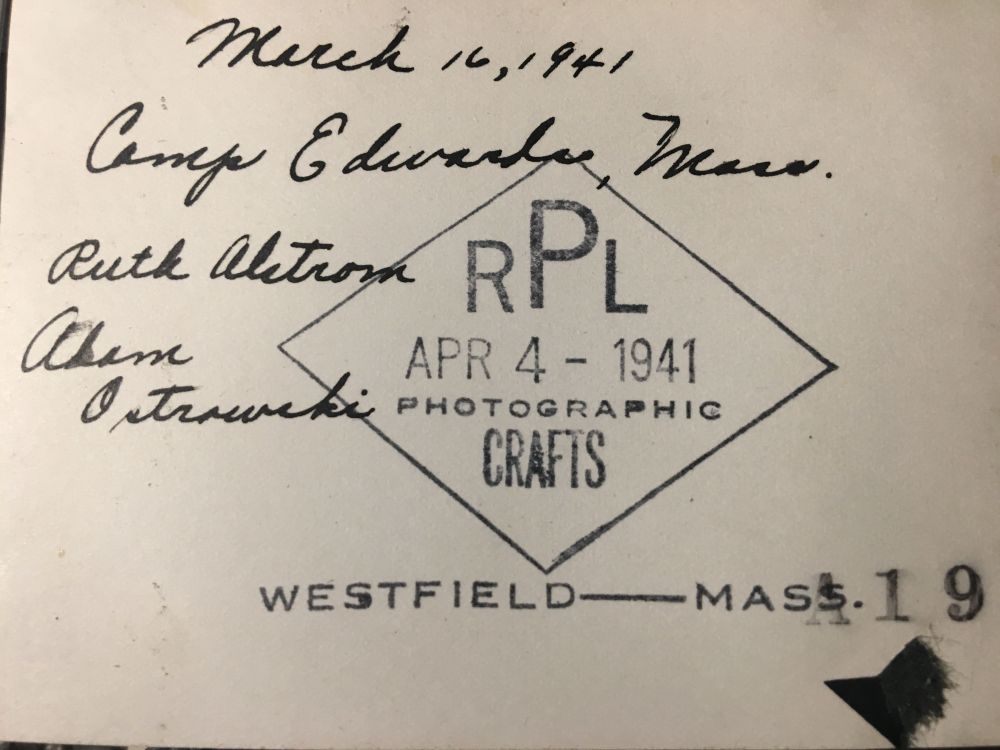 March 16, 1941
Camp Edwards, Mass.
Ruth Alstrom
Adam
Ostrowski
RPL
APR 4 - 1941
PHOTOGRAPHIC
CRAFTS
WESTFIELD——MASS.
A19